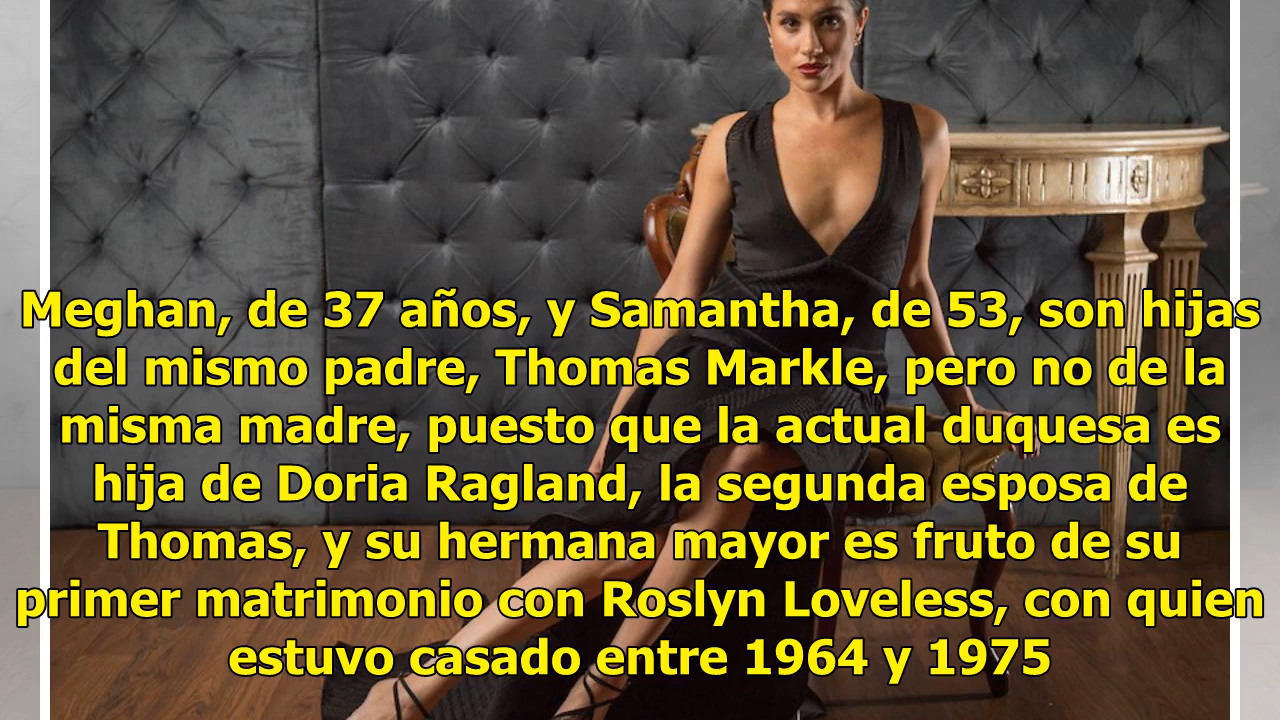 Meghan, de 37 años, y Samantha, de 53, son hijas
del mismo padre, Thomas Markle, pero no de la
misma madre, puesto que la actual duquesa es
hija de Doria Ragland, la segunda esposa de
Thomas, y su hermana mayor es fruto de su
primer matrimonio con Roslyn Loveless, con quien
estuvo casado entre 1964 y 1975